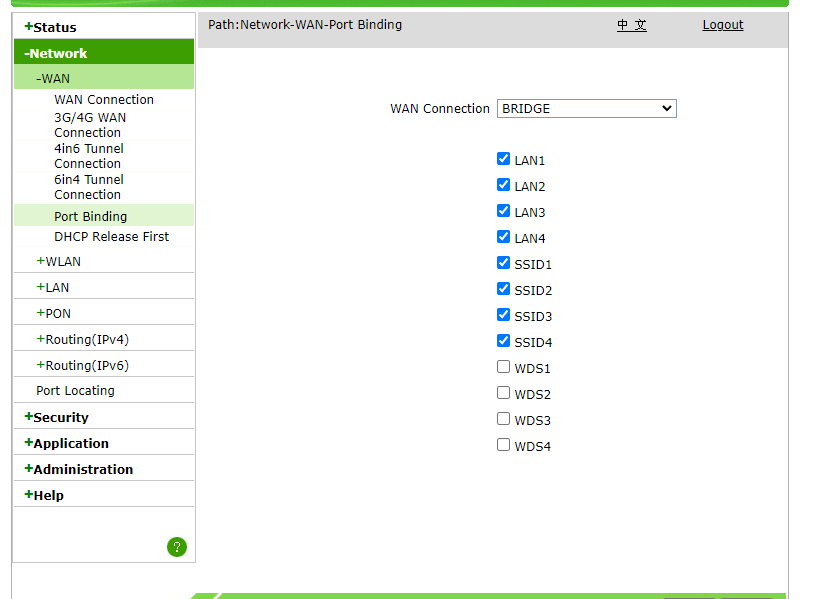 +Status
Path:Network-WAN-Port Binding
中 文
Logout
-Network
-WAN
WAN Connection
3G/4G WAN
Connection
4in6 Tunnel
Connection
6in4 Tunnel
Connection
Port Binding
DHCP Release First
+WLAN
+LAN
+PON
+Routing(IPv4)
+Routing(IPv6)
Port Locating
+Security
+Application
+Administration
+Help
?
WAN Connection BRIDGE
LAN1
LAN2
LAN3
LAN4
SSID1
SSID2
SSID3
SSID4
WDS1
WDS2
WDS3
WDS4